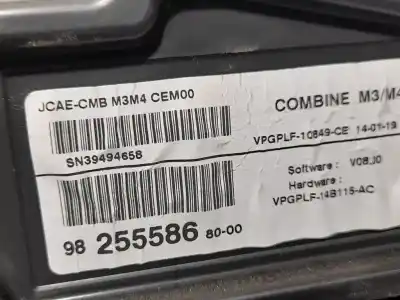 JCAE-CMB M3M4 CEM00
SN39494658
COMBINE M3/M4
VPGPLF-10849-CE 14-01-19
Software : V08.J0
Hardware :
VPGPLF-14B115-AC
98 255586 80-00